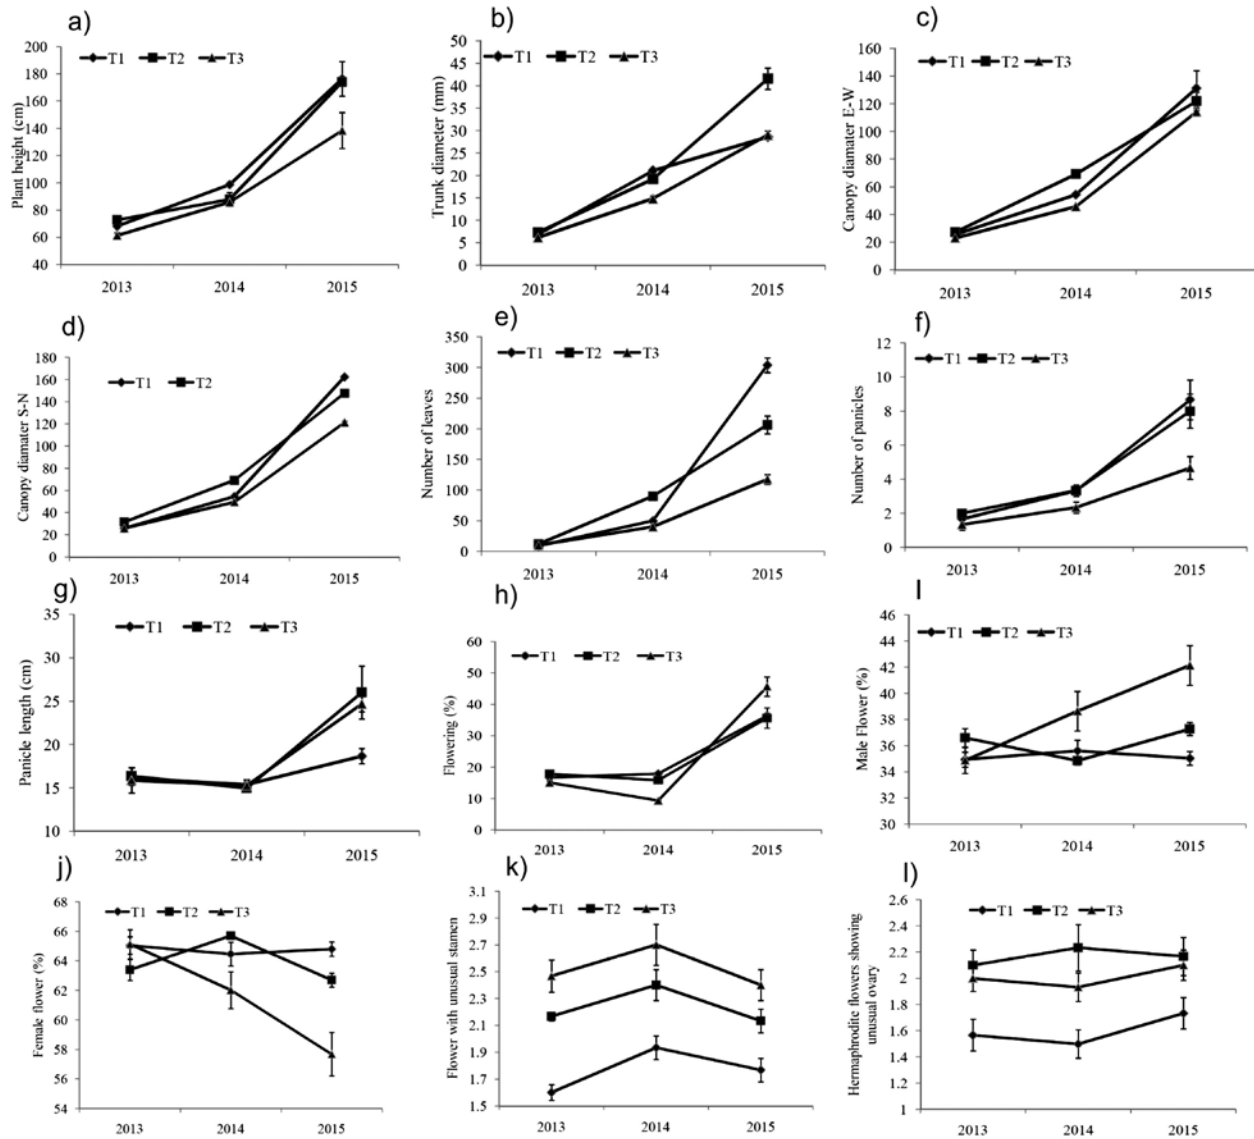 a)
T1 T2 T3
Plant height (cm)
200
180
160
140
120
100
80
60
40
2013 2014 2015
b)
T1 T2 T3
Trunk diameter (mm)
50
45
40
35
30
25
20
15
10
5
0
2013 2014 2015
c)
T1 T2 T3
Canopy diamater E-W
160
140
120
100
80
60
40
20
0
2013 2014 2015
d)
T1 T2
Canopy diamater S-N
180
160
140
120
100
80
60
40
20
0
2013 2014 2015
e)
T1 T2 T3
Number of leaves
350
300
250
200
150
100
50
0
2013 2014 2015
f)
T1 T2 T3
Number of panicles
12
10
8
6
4
2
0
2013 2014 2015
g)
T1 T2 T3
Panicle length (cm)
35
30
25
20
15
10
2013 2014 2015
h)
T1 T2 T3
Flowering (%)
60
50
40
30
20
10
0
2013 2014 2015
I
T1 T2 T3
Male Flower (%)
46
44
42
40
38
36
34
32
30
2013 2014 2015
j)
T1 T2 T3
Female flower (%)
68
66
64
62
60
58
56
54
2013 2014 2015
k)
T1 T2 T3
Flower with unusual stamen
3.1
2.9
2.7
2.5
2.3
2.1
1.9
1.7
1.5
2013 2014 2015
l)
T1 T2 T3
Hermaphrodite flowers showing
unusual ovary
2.6
2.4
2.2
2
1.8
1.6
1.4
1.2
1
2013 2014 2015